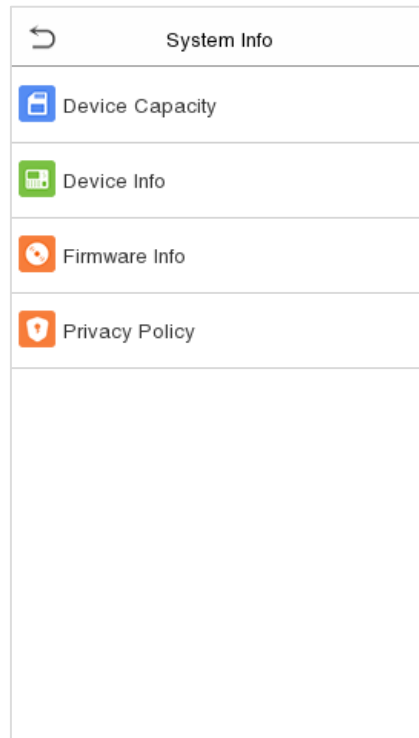 System Info
Device Capacity
Device Info
Firmware Info
Privacy Policy